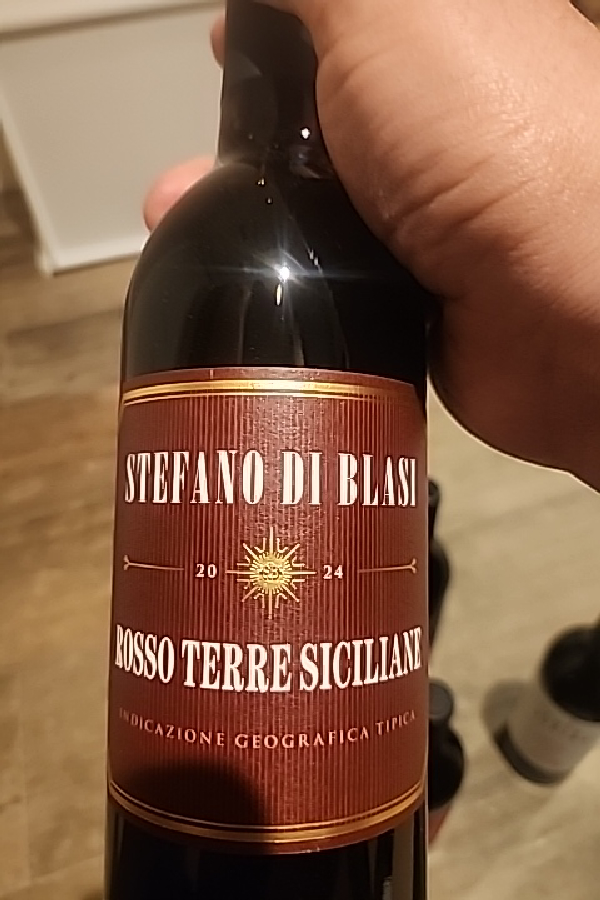 STEFANO DI BLASI
20 24
ROSSO TERRE SICILIANE
INDICAZIONE GEOGRAFICA TIPICA